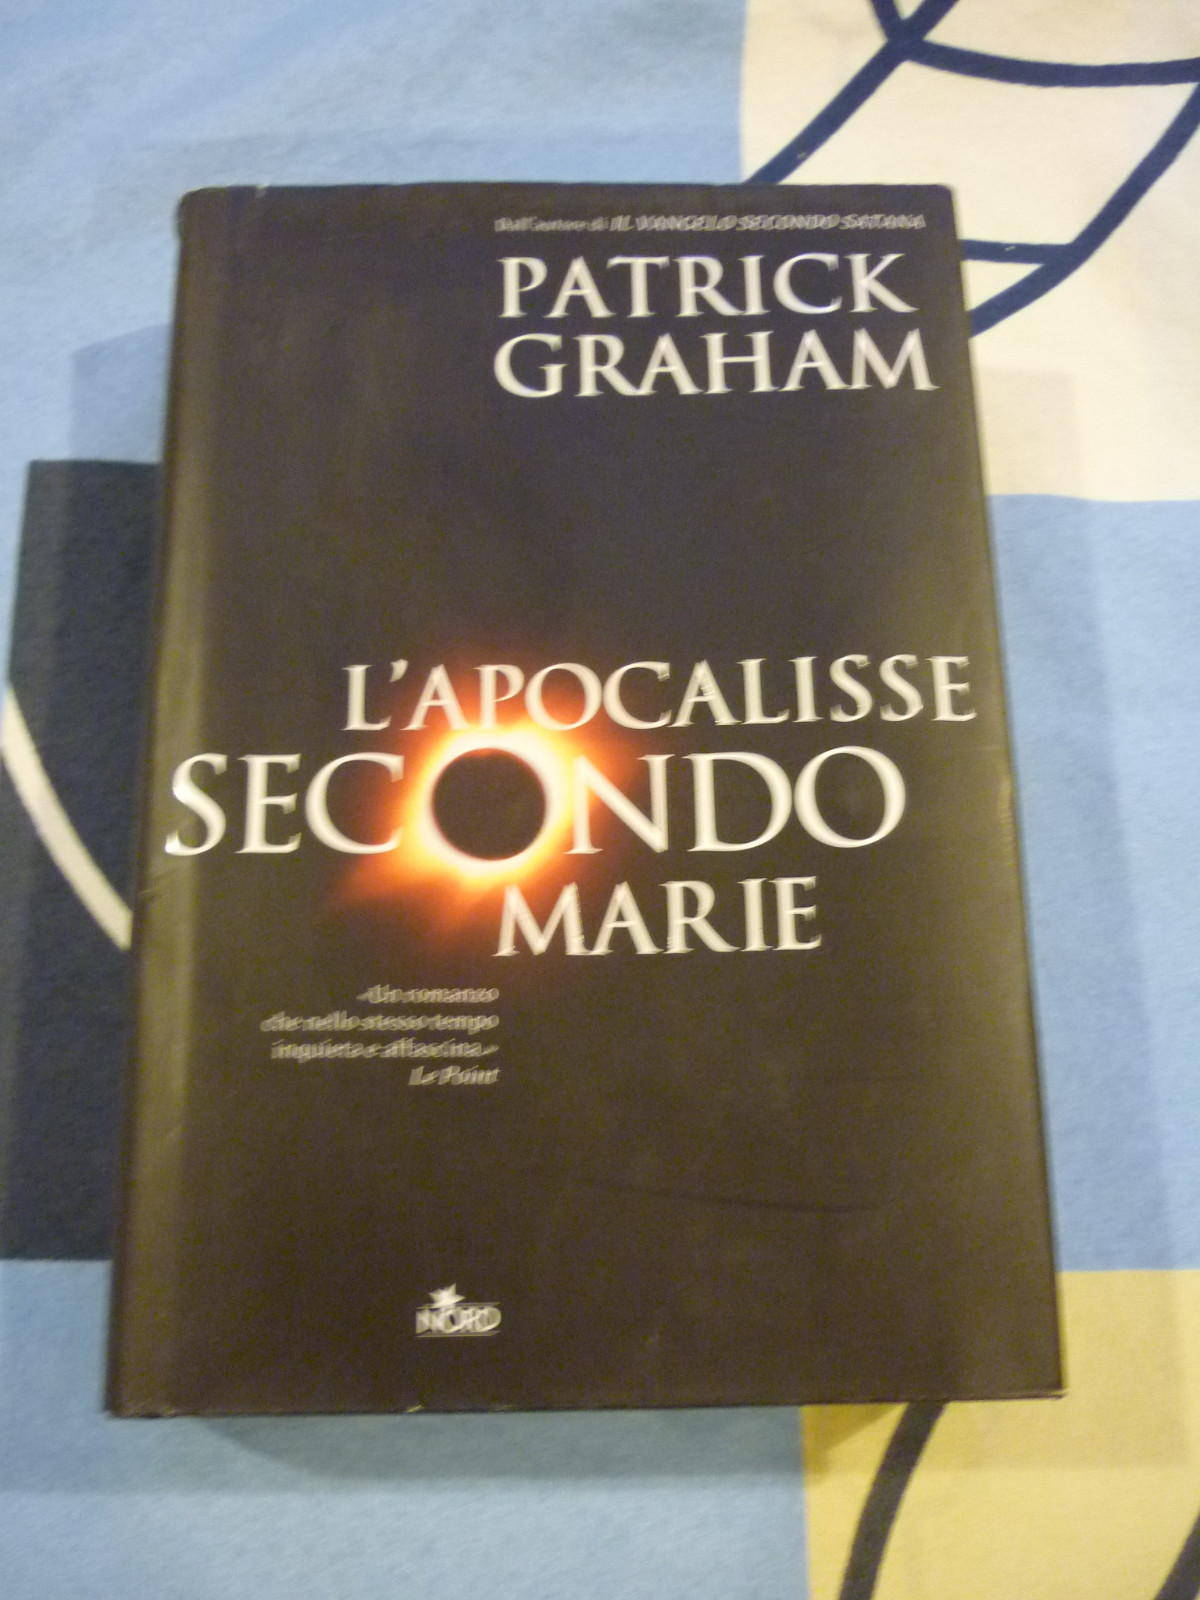 Dall'autore di IL VANGELO SECONDO SATANA
PATRICK
GRAHAM
L'APOCALISSE
SECONDO
MARIE
«Un romanzo
che nello stesso tempo
inquieta e affascina.»
Le Point
NORD